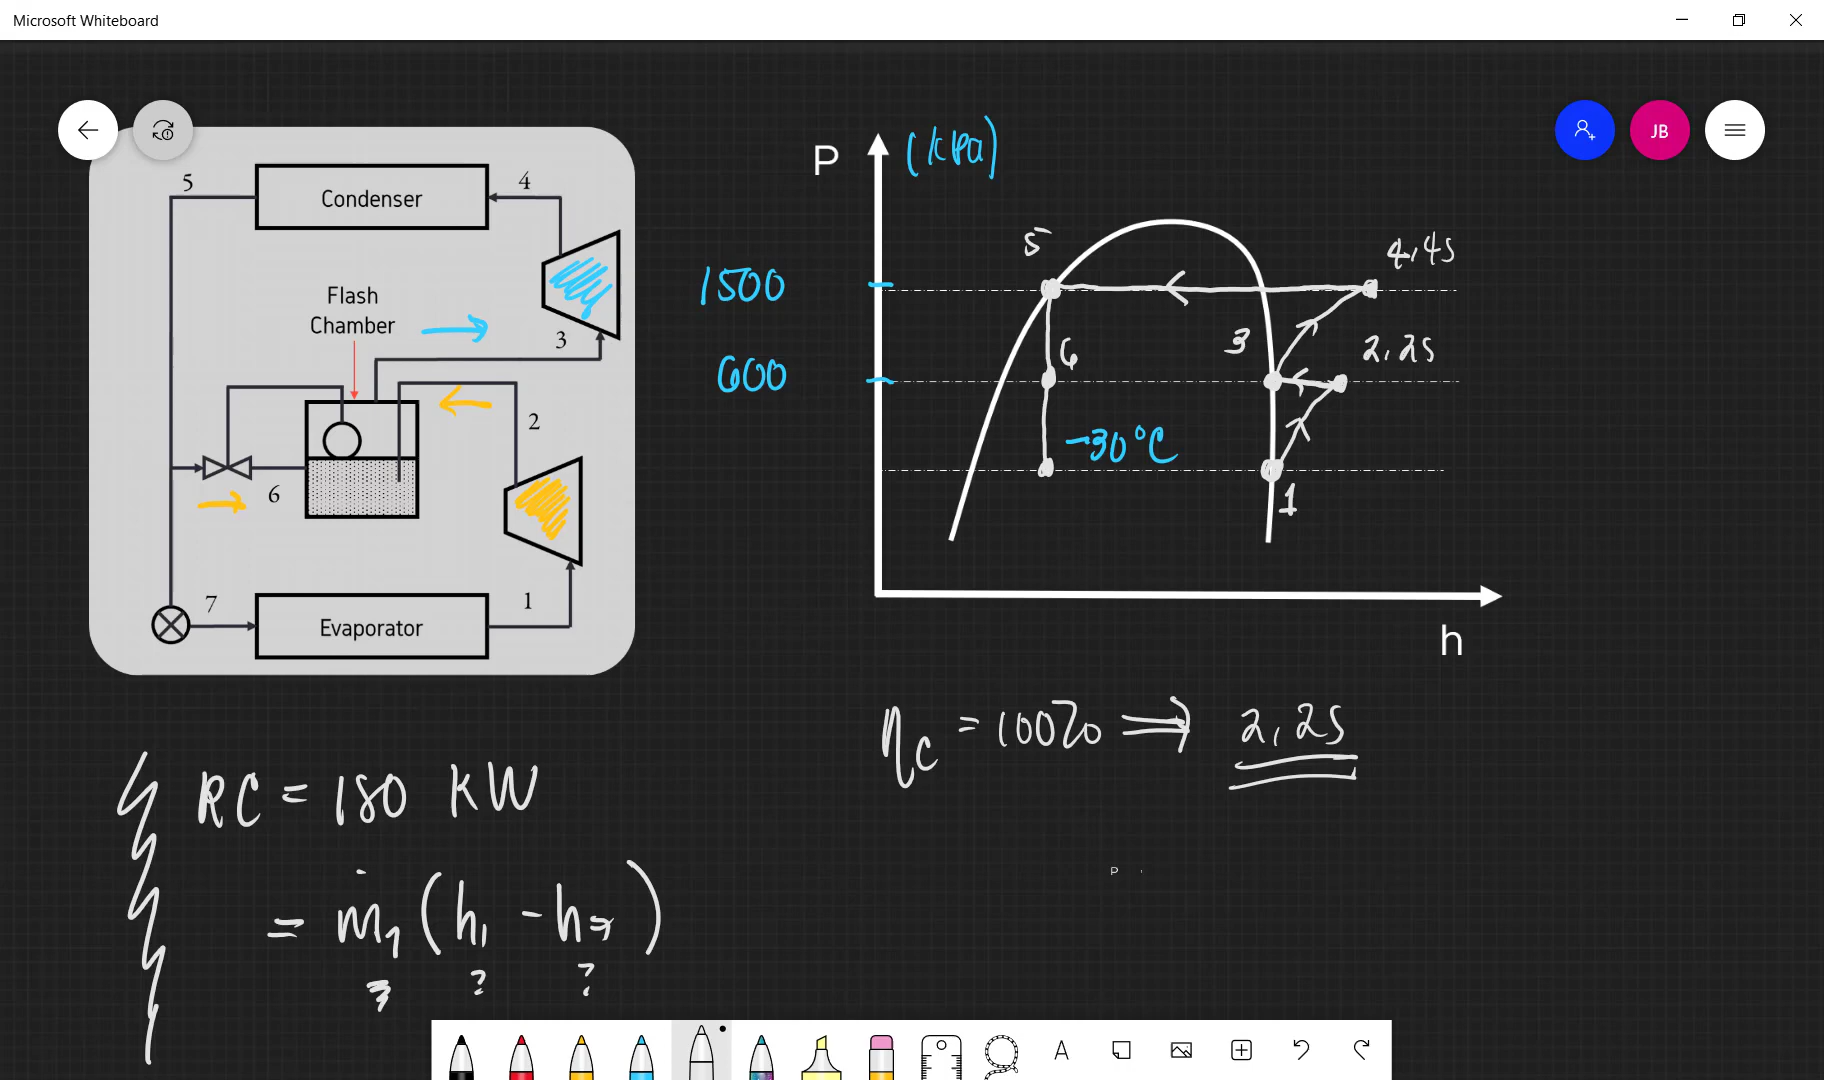 Microsoft Whiteboard
JB
5
Condenser
4
Flash
Chamber
3
2
6
7
Evaporator
1
P (kPa)
1500
600
5
4,4s
3
2,2s
6
-30°C
1
h
ηc = 100% ⇒ 2,2s
RC = 180 kW
= ṁ1 (h1 - h7)
? ?
P
A